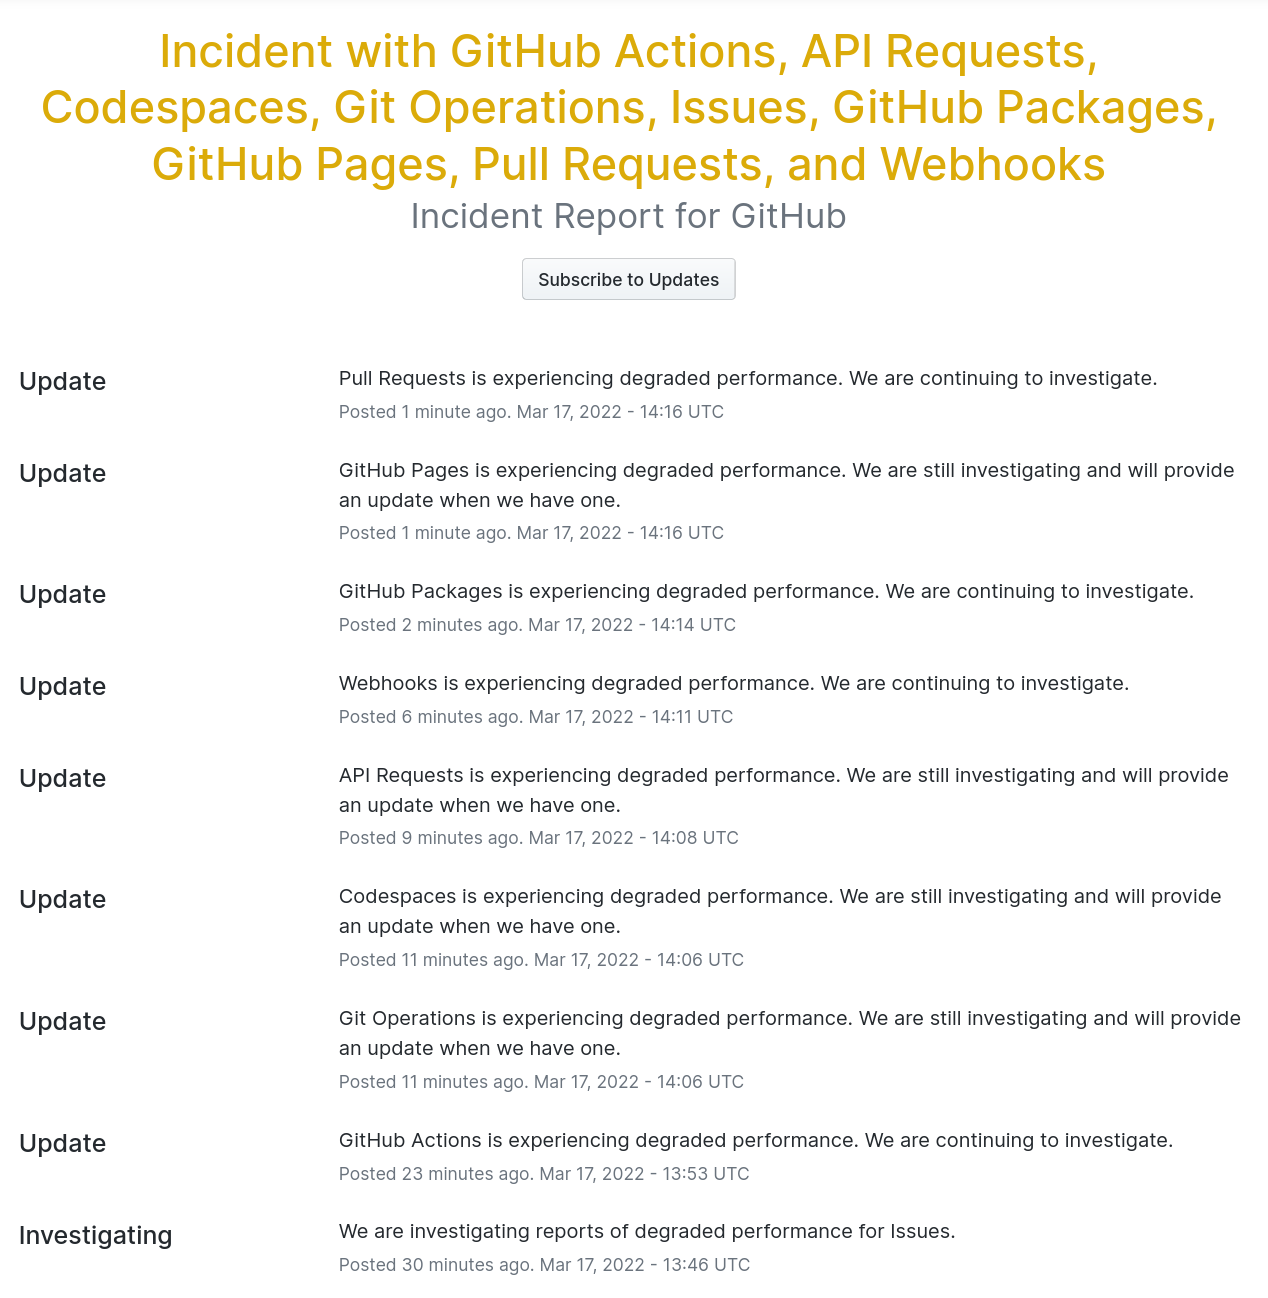 Incident with GitHub Actions, API Requests,
Codespaces, Git Operations, Issues, GitHub Packages,
GitHub Pages, Pull Requests, and Webhooks
Incident Report for GitHub
Subscribe to Updates
Update
Pull Requests is experiencing degraded performance. We are continuing to investigate.
Posted 1 minute ago. Mar 17, 2022 - 14:16 UTC
Update
GitHub Pages is experiencing degraded performance. We are still investigating and will provide
an update when we have one.
Posted 1 minute ago. Mar 17, 2022 - 14:16 UTC
Update
GitHub Packages is experiencing degraded performance. We are continuing to investigate.
Posted 2 minutes ago. Mar 17, 2022 - 14:14 UTC
Update
Webhooks is experiencing degraded performance. We are continuing to investigate.
Posted 6 minutes ago. Mar 17, 2022 - 14:11 UTC
Update
API Requests is experiencing degraded performance. We are still investigating and will provide
an update when we have one.
Posted 9 minutes ago. Mar 17, 2022 - 14:08 UTC
Update
Codespaces is experiencing degraded performance. We are still investigating and will provide
an update when we have one.
Posted 11 minutes ago. Mar 17, 2022 - 14:06 UTC
Update
Git Operations is experiencing degraded performance. We are still investigating and will provide
an update when we have one.
Posted 11 minutes ago. Mar 17, 2022 - 14:06 UTC
Update
GitHub Actions is experiencing degraded performance. We are continuing to investigate.
Posted 23 minutes ago. Mar 17, 2022 - 13:53 UTC
Investigating
We are investigating reports of degraded performance for Issues.
Posted 30 minutes ago. Mar 17, 2022 - 13:46 UTC